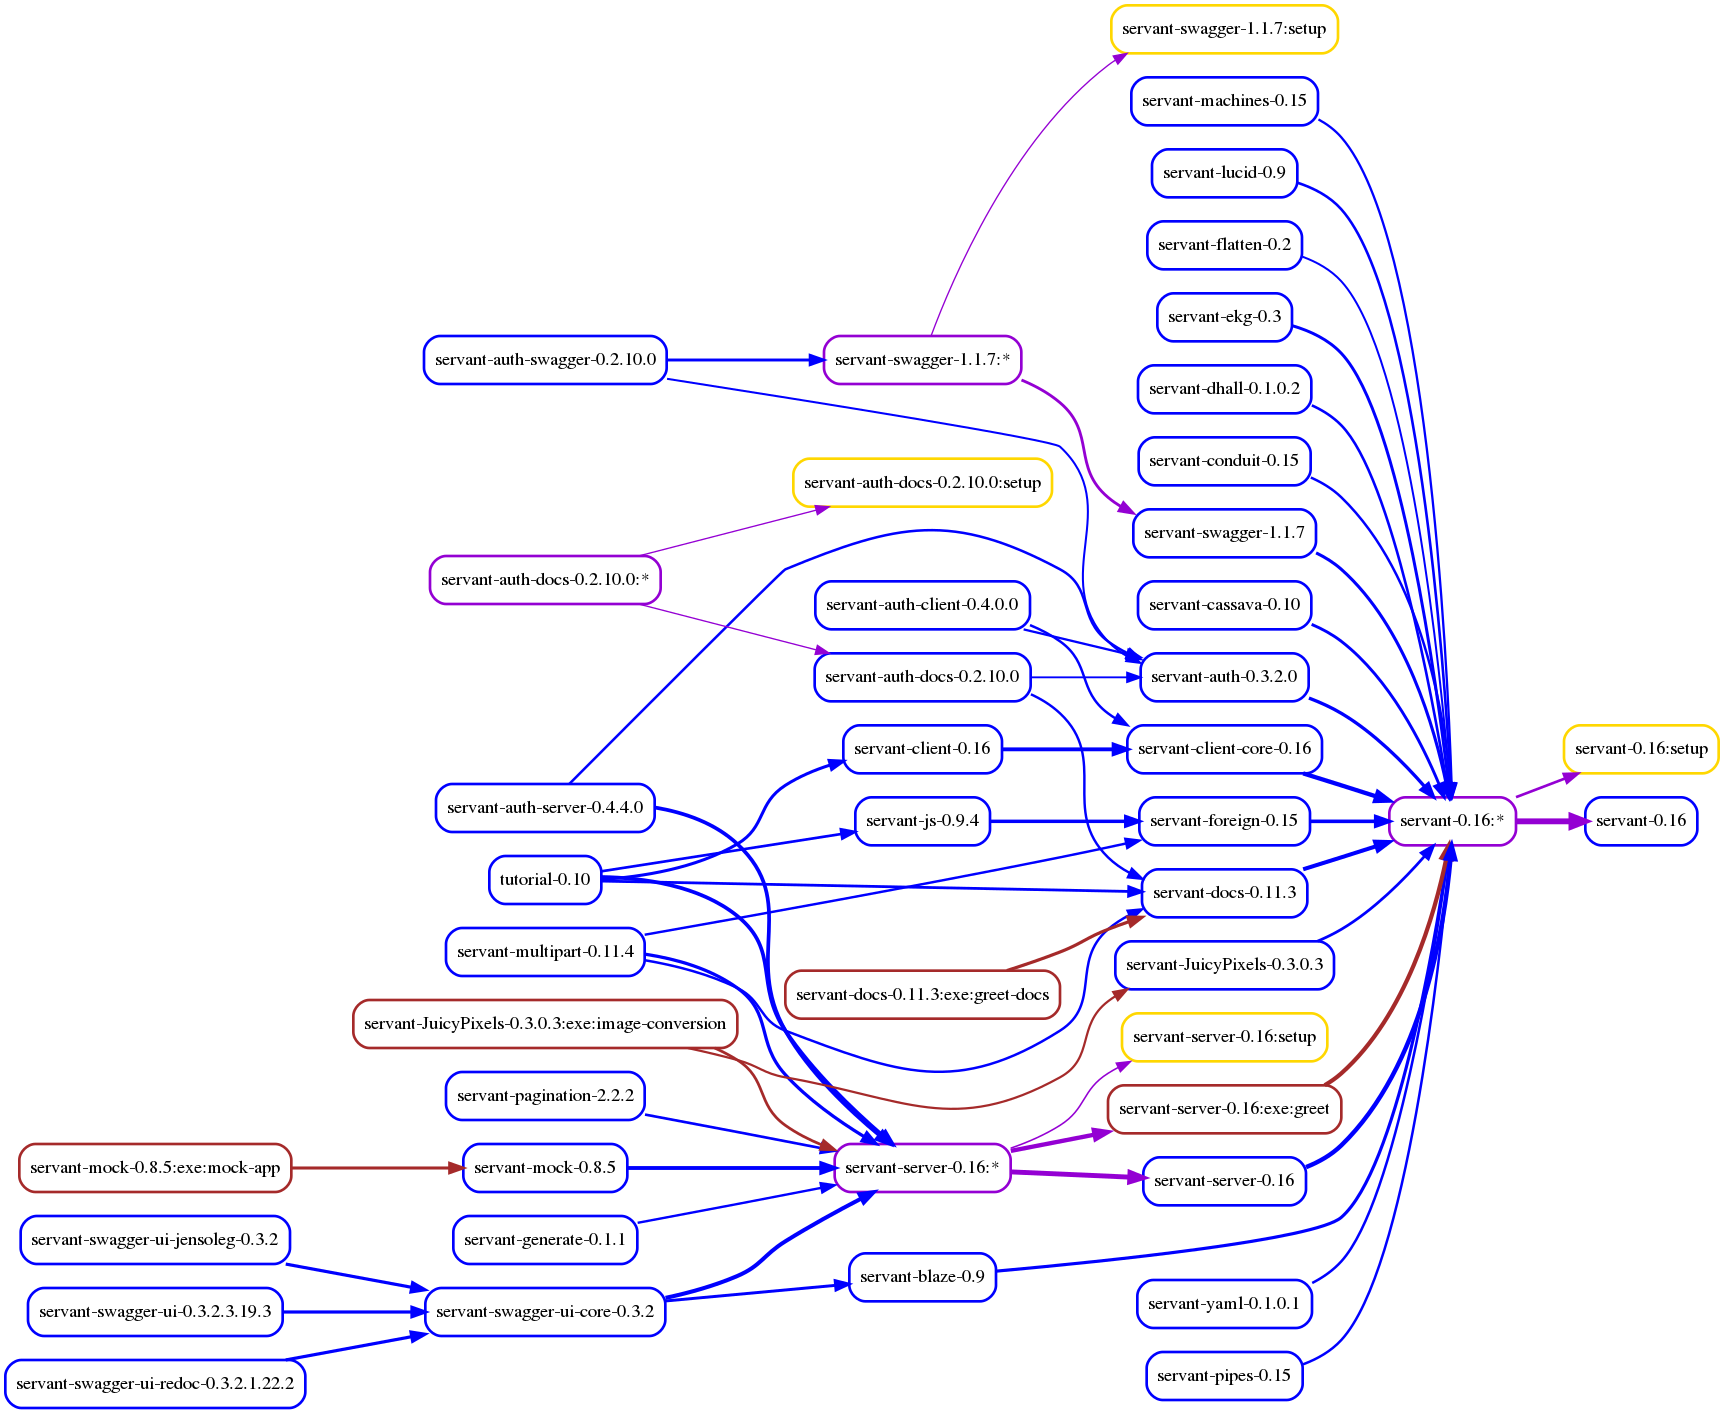 servant-swagger-1.1.7:setup
servant-machines-0.15
servant-lucid-0.9
servant-flatten-0.2
servant-ekg-0.3
servant-auth-swagger-0.2.10.0
servant-swagger-1.1.7:*
servant-dhall-0.1.0.2
servant-conduit-0.15
servant-auth-docs-0.2.10.0:setup
servant-swagger-1.1.7
servant-auth-docs-0.2.10.0:*
servant-auth-client-0.4.0.0
servant-cassava-0.10
servant-auth-docs-0.2.10.0
servant-auth-0.3.2.0
servant-client-0.16
servant-client-core-0.16
servant-0.16:setup
servant-auth-server-0.4.4.0
servant-js-0.9.4
servant-foreign-0.15
servant-0.16:*
servant-0.16
tutorial-0.10
servant-docs-0.11.3
servant-multipart-0.11.4
servant-JuicyPixels-0.3.0.3
servant-docs-0.11.3:exe:greet-docs
servant-JuicyPixels-0.3.0.3:exe:image-conversion
servant-server-0.16:setup
servant-pagination-2.2.2
servant-server-0.16:exe:greet
servant-mock-0.8.5:exe:mock-app
servant-mock-0.8.5
servant-server-0.16:*
servant-server-0.16
servant-swagger-ui-jensoleg-0.3.2
servant-generate-0.1.1
servant-blaze-0.9
servant-swagger-ui-0.3.2.3.19.3
servant-swagger-ui-core-0.3.2
servant-yaml-0.1.0.1
servant-swagger-ui-redoc-0.3.2.1.22.2
servant-pipes-0.15